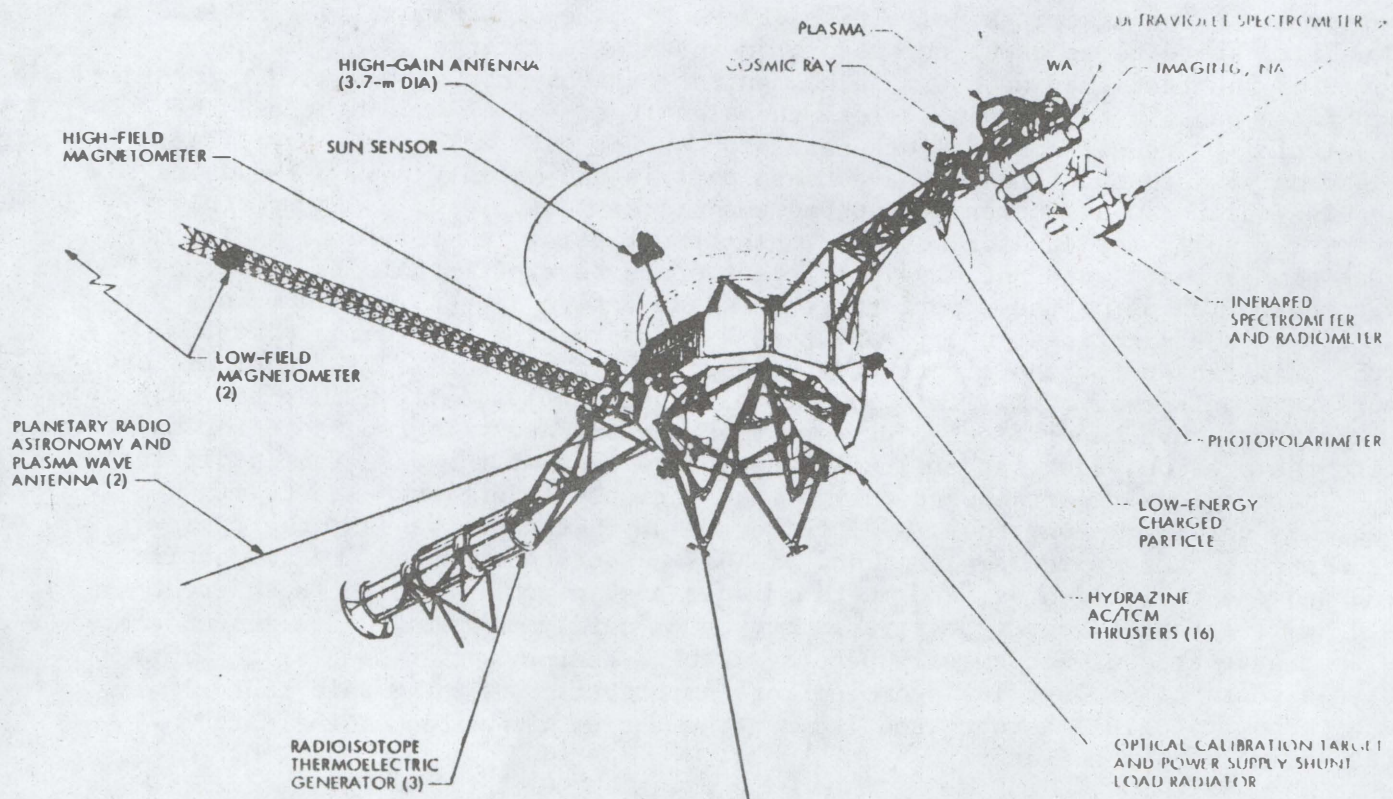 ULTRAVIOLET SPECTROMETER
PLASMA
COSMIC RAY
WA
IMAGING, NA
HIGH-GAIN ANTENNA
(3.7-m DIA)
HIGH-FIELD
MAGNETOMETER
SUN SENSOR
LOW-FIELD
MAGNETOMETER
(2)
PLANETARY RADIO
ASTRONOMY AND
PLASMA WAVE
ANTENNA (2)
RADIOISOTOPE
THERMOELECTRIC
GENERATOR (3)
INFRARED
SPECTROMETER
AND RADIOMETER
PHOTOPOLARIMETER
LOW-ENERGY
CHARGED
PARTICLE
HYDRAZINE
AC/TCM
THRUSTERS (16)
OPTICAL CALIBRATION TARGET
AND POWER SUPPLY SHUNT
LOAD RADIATOR